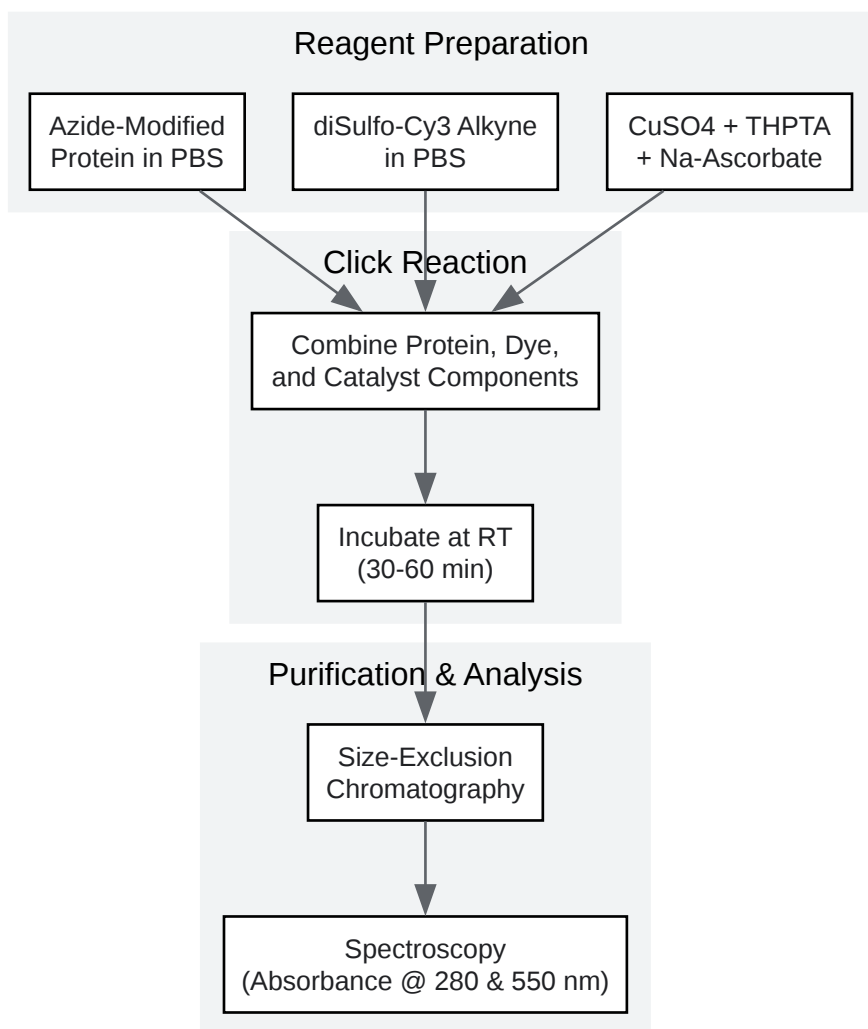 Reagent Preparation
Azide-Modified
Protein in PBS
diSulfo-Cy3 Alkyne
in PBS
CuSO4 + THPTA
+ Na-Ascorbate
Click Reaction
Combine Protein, Dye,
and Catalyst Components
Incubate at RT
(30-60 min)
Purification & Analysis
Size-Exclusion
Chromatography
Spectroscopy
(Absorbance @ 280 & 550 nm)